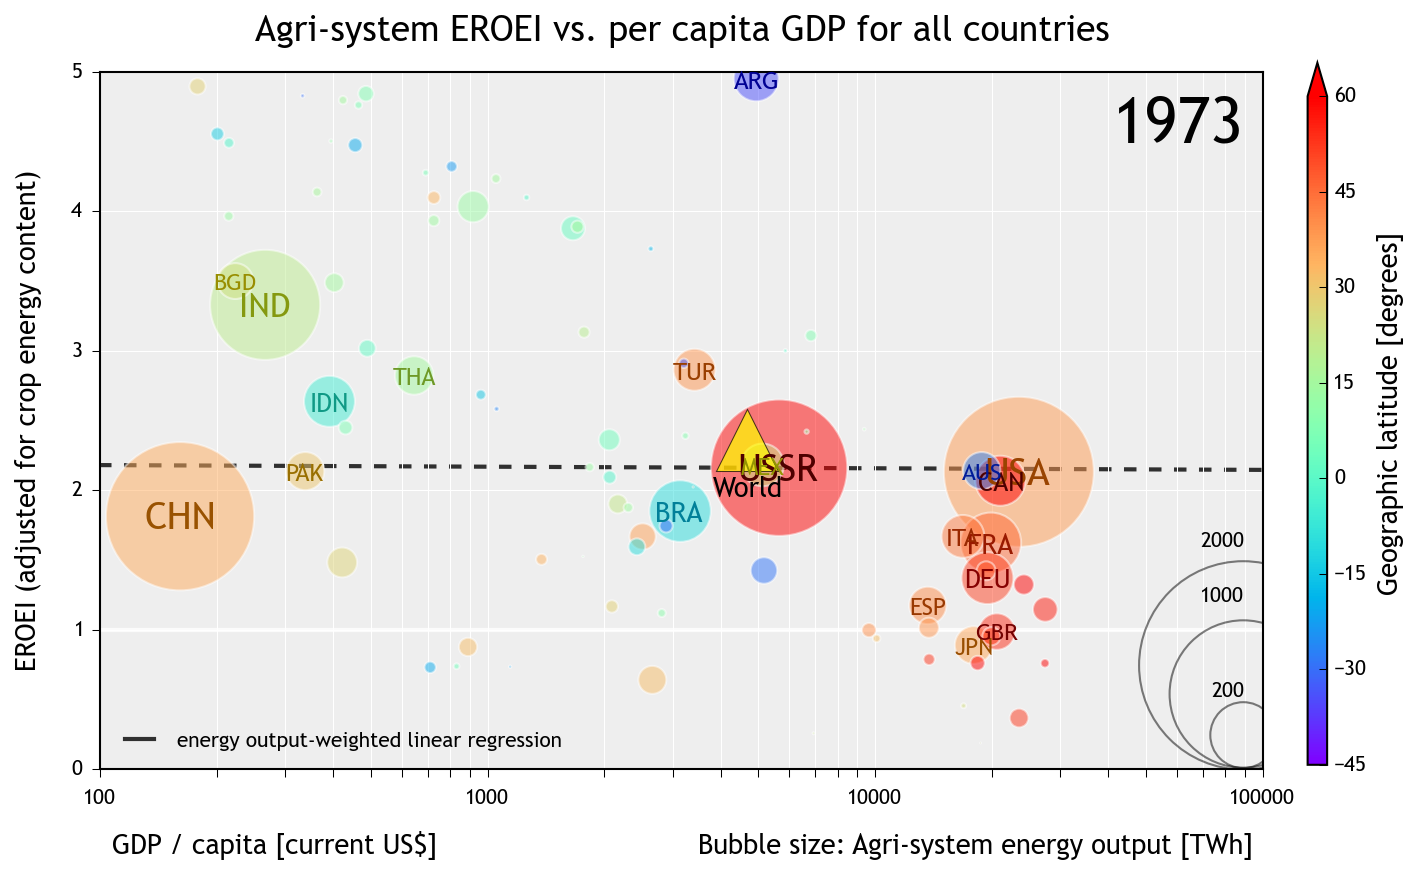 Agri-system EROEI vs. per capita GDP for all countries
1973
EROEI (adjusted for crop energy content)
5
4
3
2
1
0
ARG
BGD
IND
THA
IDN
TUR
PAK
CHN
MEX
USSR
World
BRA
AUS
USA
CAN
ITA
FRA
DEU
ESP
GBR
JPN
2000
1000
200
energy output-weighted linear regression
100
1000
10000
100000
GDP / capita [current US$]
Bubble size: Agri-system energy output [TWh]
60
45
30
15
0
−15
−30
−45
Geographic latitude [degrees]